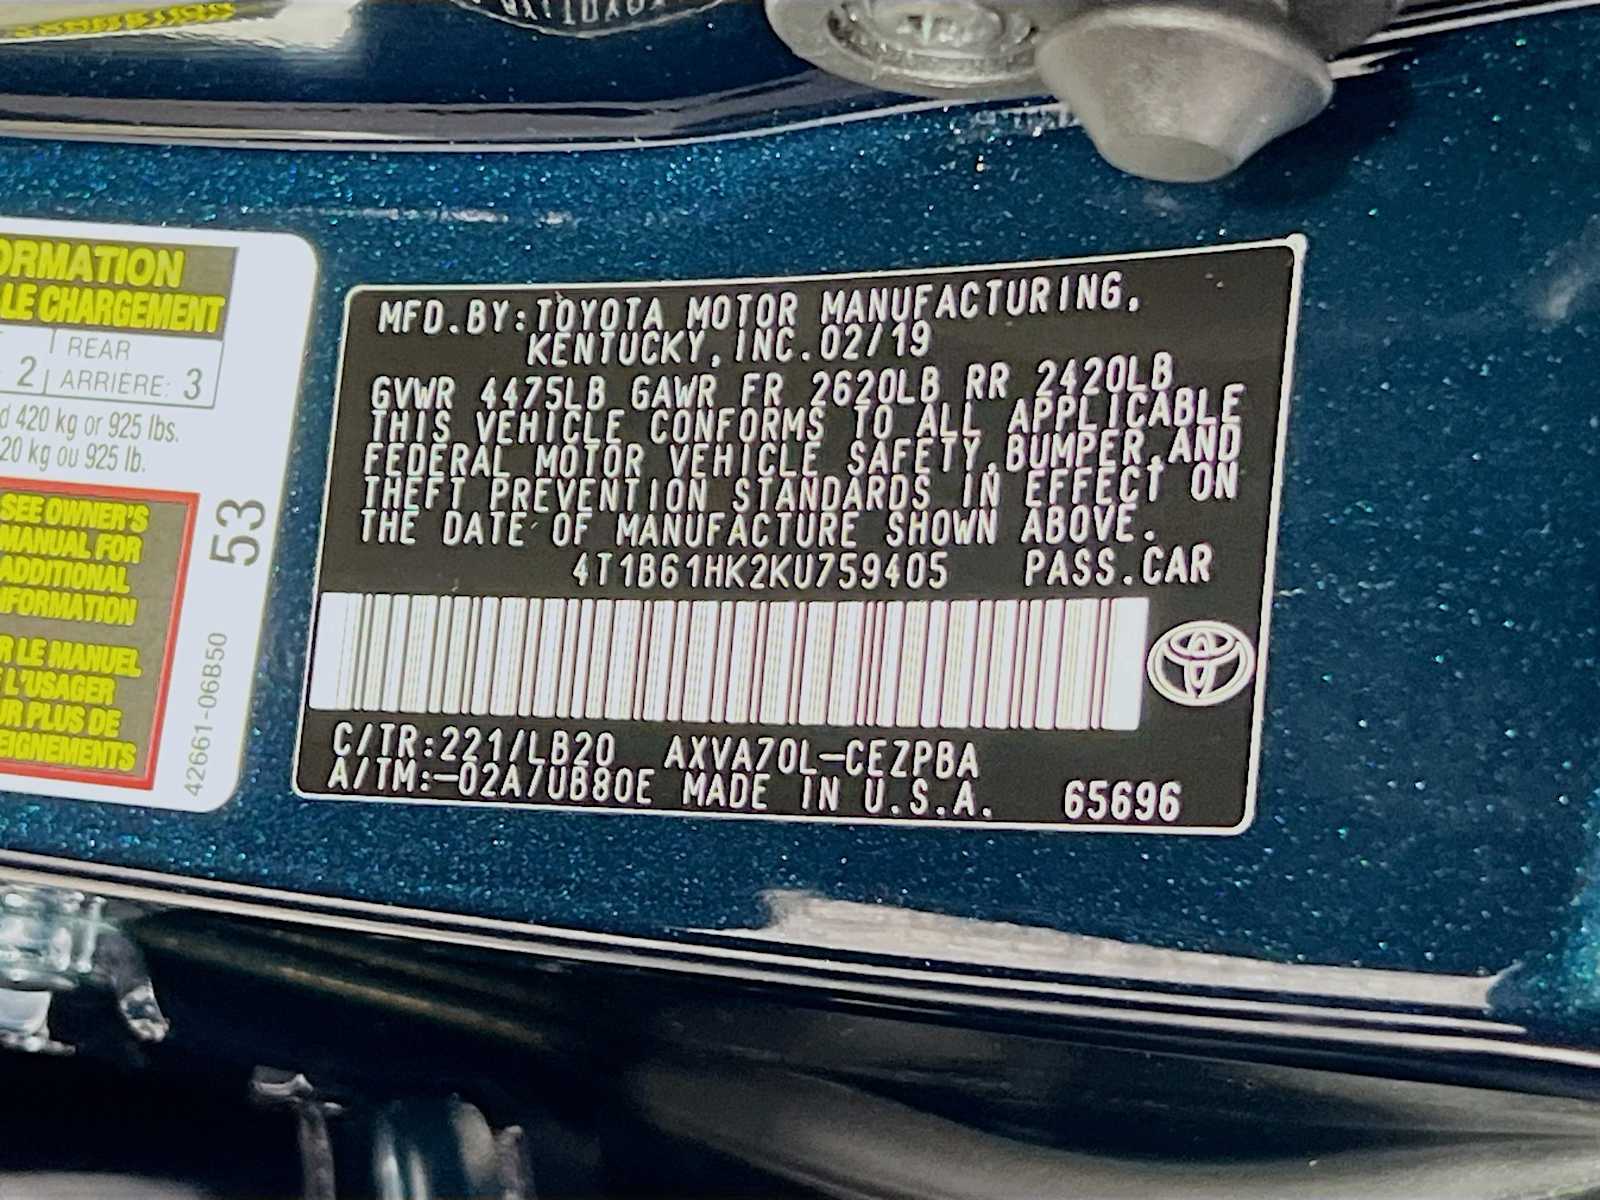 ORMATION
LE CHARGEMENT
2 REAR
ARRIÈRE: 3
420 kg or 925 lbs.
20 kg ou 925 lb.
SEE OWNER'S
MANUAL FOR
ADDITIONAL
NFORMATION
R LE MANUEL
L'USAGER
UR PLUS DE
EIGNEMENTS
53
42661-06B50
MFD.BY:TOYOTA MOTOR MANUFACTURING,
KENTUCKY,INC.02/19
GVWR 4475LB GAWR FR 2620LB RR 2420LB
THIS VEHICLE CONFORMS TO ALL APPLICABLE
FEDERAL MOTOR VEHICLE SAFETY,BUMPER,AND
THEFT PREVENTION STANDARDS IN EFFECT ON
THE DATE OF MANUFACTURE SHOWN ABOVE.
4T1B61HK2KU759405 PASS.CAR
C/TR:221/LB20 AXVA70L-CEZPBA
A/TM:-02A/UB80E MADE IN U.S.A. 65696